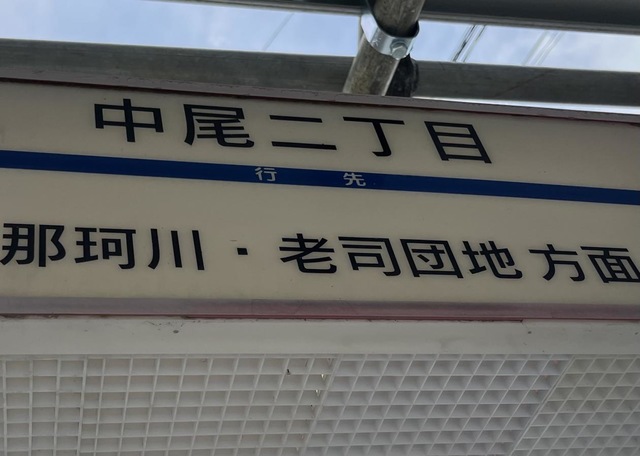 中尾二丁目
行先
那珂川・老司団地 方面